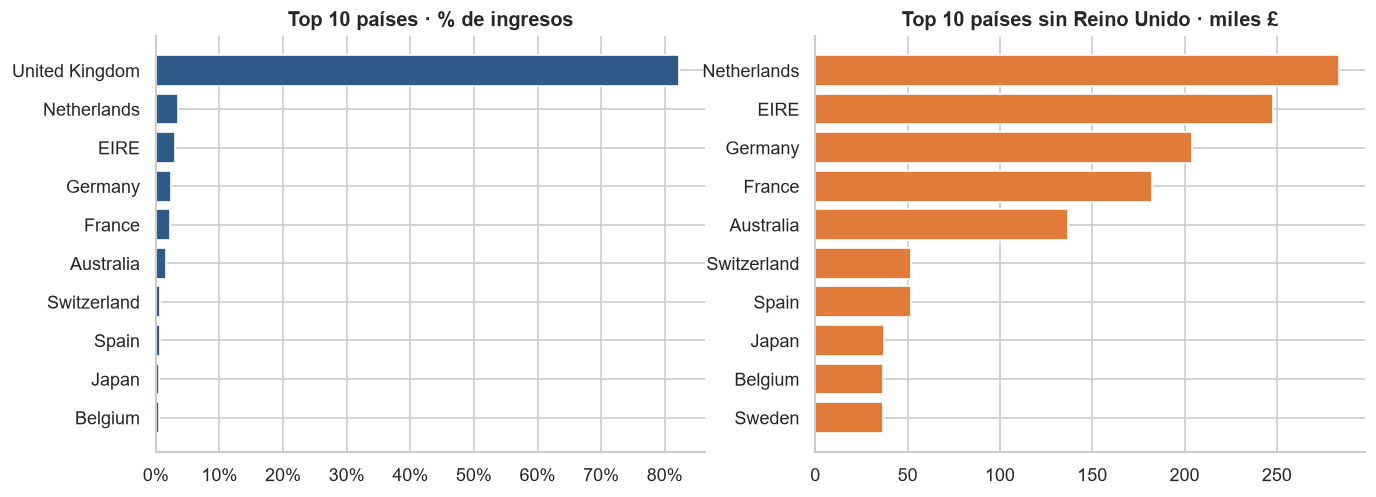 Top 10 países · % de ingresos
United Kingdom
Netherlands
EIRE
Germany
France
Australia
Switzerland
Spain
Japan
Belgium
0% 10% 20% 30% 40% 50% 60% 70% 80%
Top 10 países sin Reino Unido · miles £
Netherlands
EIRE
Germany
France
Australia
Switzerland
Spain
Japan
Belgium
Sweden
0 50 100 150 200 250